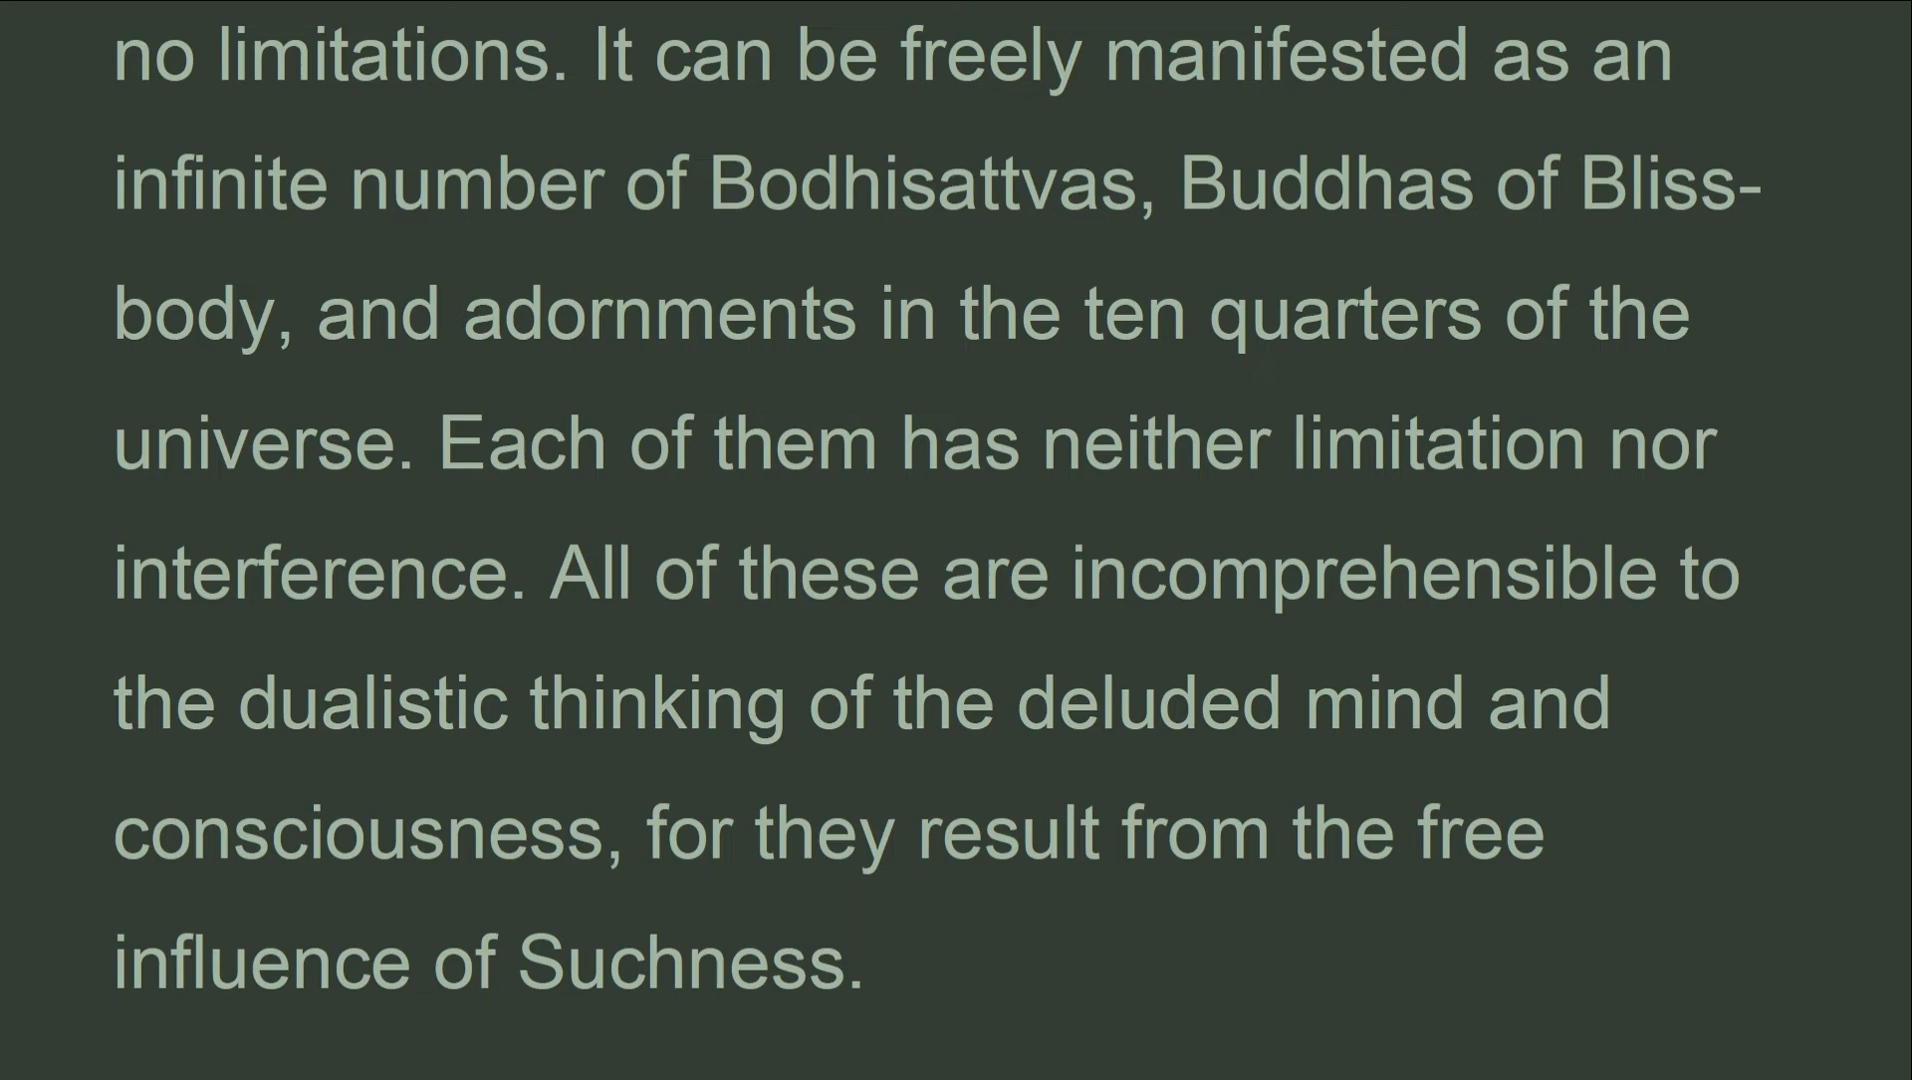 no limitations. It can be freely manifested as an
infinite number of Bodhisattvas, Buddhas of Bliss-
body, and adornments in the ten quarters of the
universe. Each of them has neither limitation nor
interference. All of these are incomprehensible to
the dualistic thinking of the deluded mind and
consciousness, for they result from the free
influence of Suchness.